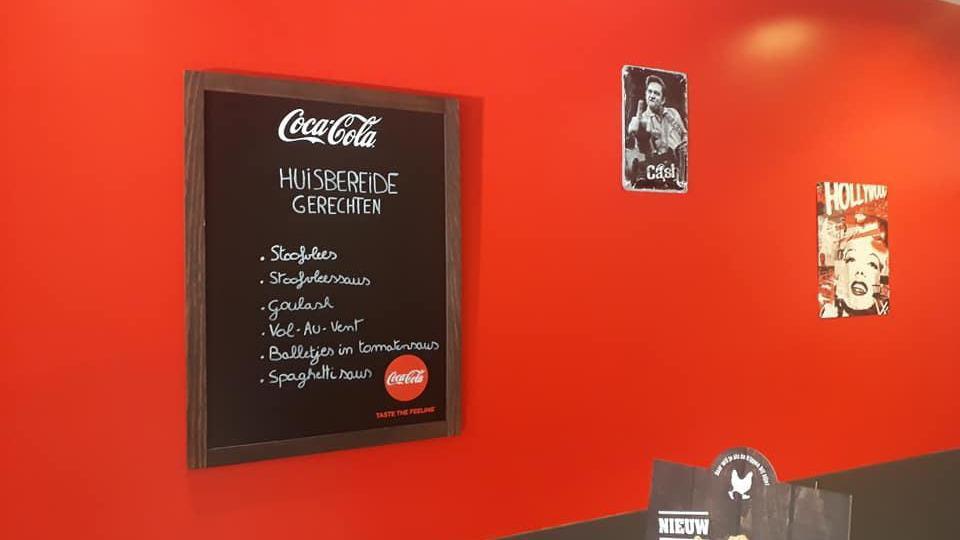 Coca-Cola
HUISBEREIDE
GERECHTEN
. Stoofvlees
. Stoofvleessaus
. Goulash
. Vol-Au-Vent
. Balletjes in tomatensaus
. Spaghetti saus
Coca-Cola
TASTE THE FEELING
Cash
HOLLYWOOD
NIEUW